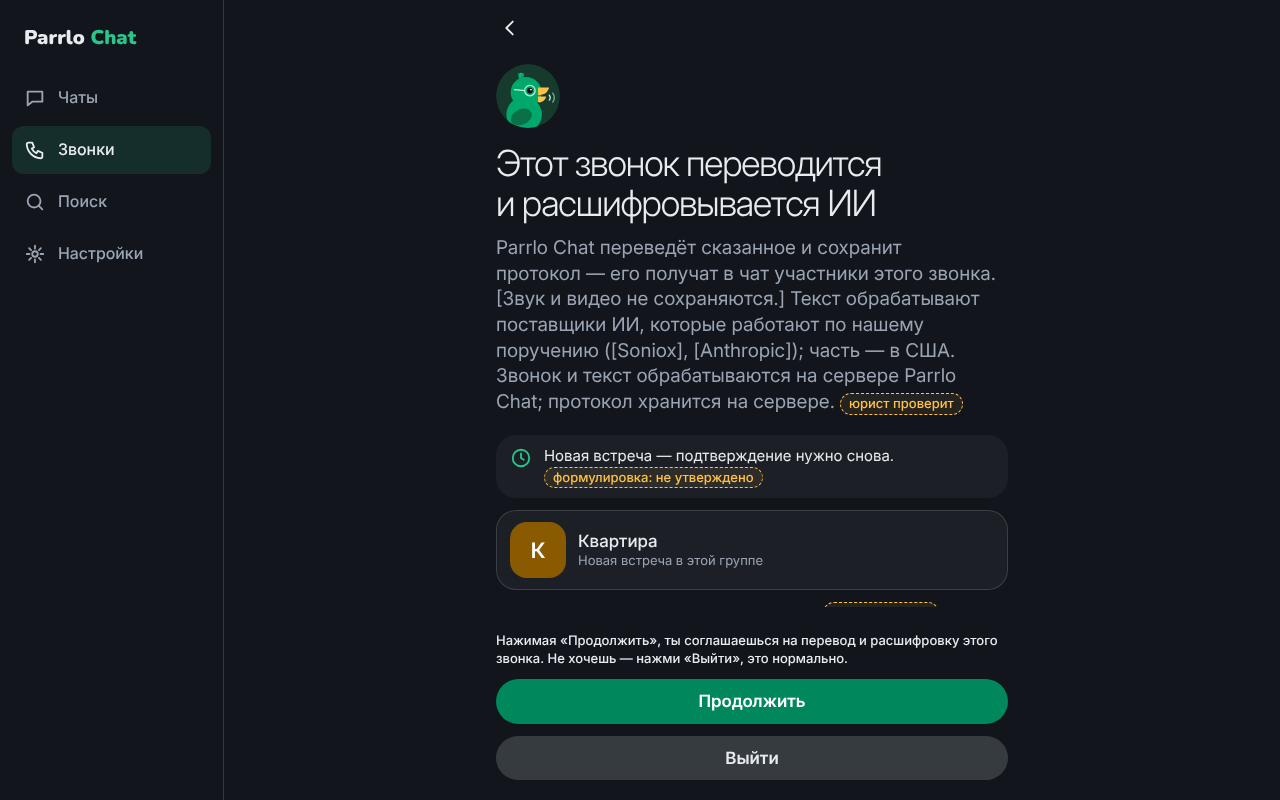 Parrlo Chat
Чаты
Звонки
Поиск
Настройки
Этот звонок переводится
и расшифровывается ИИ
Parrlo Chat переведёт сказанное и сохранит
протокол — его получат в чат участники этого звонка.
[Звук и видео не сохраняются.] Текст обрабатывают
поставщики ИИ, которые работают по нашему
поручению ([Soniox], [Anthropic]); часть — в США.
Звонок и текст обрабатываются на сервере Parrlo
Chat; протокол хранится на сервере. юрист проверит
Новая встреча — подтверждение нужно снова.
формулировка: не утверждено
К
Квартира
Новая встреча в этой группе
Нажимая «Продолжить», ты соглашаешься на перевод и расшифровку этого
звонка. Не хочешь — нажми «Выйти», это нормально.
Продолжить
Выйти